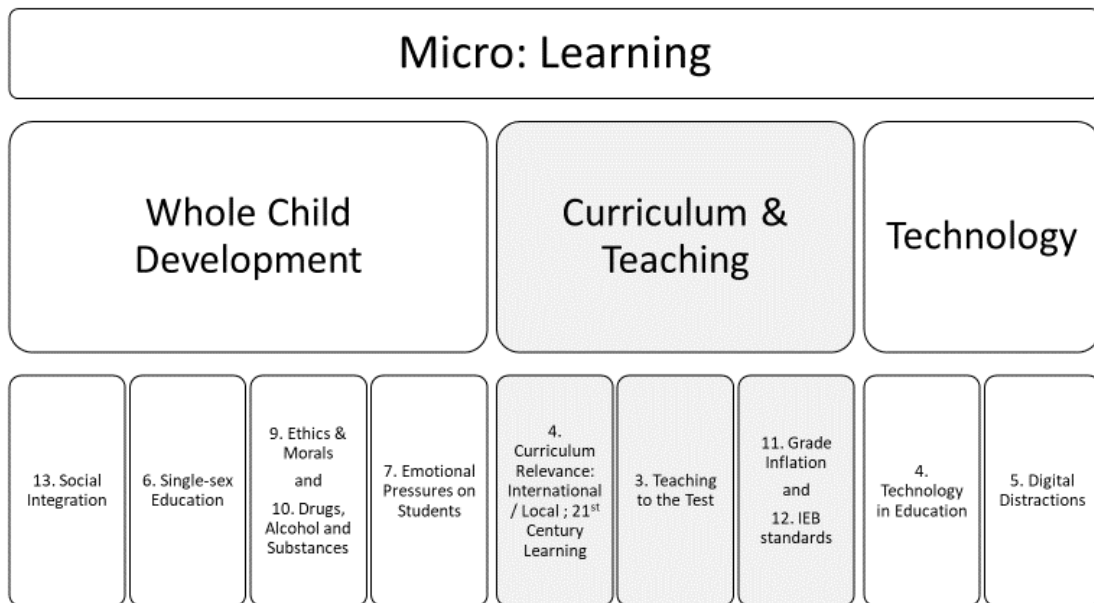 Micro: Learning
Whole Child
Development
Curriculum &
Teaching
Technology
13. Social
Integration
6. Single-sex
Education
9. Ethics &
Morals
and
10. Drugs,
Alcohol and
Substances
7. Emotional
Pressures on
Students
4.
Curriculum
Relevance:
International
/ Local ; 21st
Century
Learning
3. Teaching
to the Test
11. Grade
Inflation
and
12. IEB
standards
4.
Technology
in Education
5. Digital
Distractions